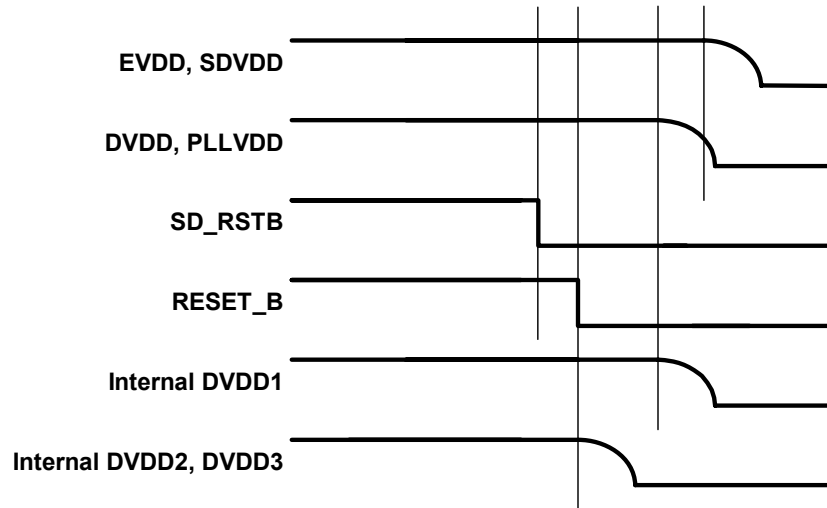 EVDD, SDVDD
DVDD, PLLVDD
SD_RSTB
RESET_B
Internal DVDD1
Internal DVDD2, DVDD3